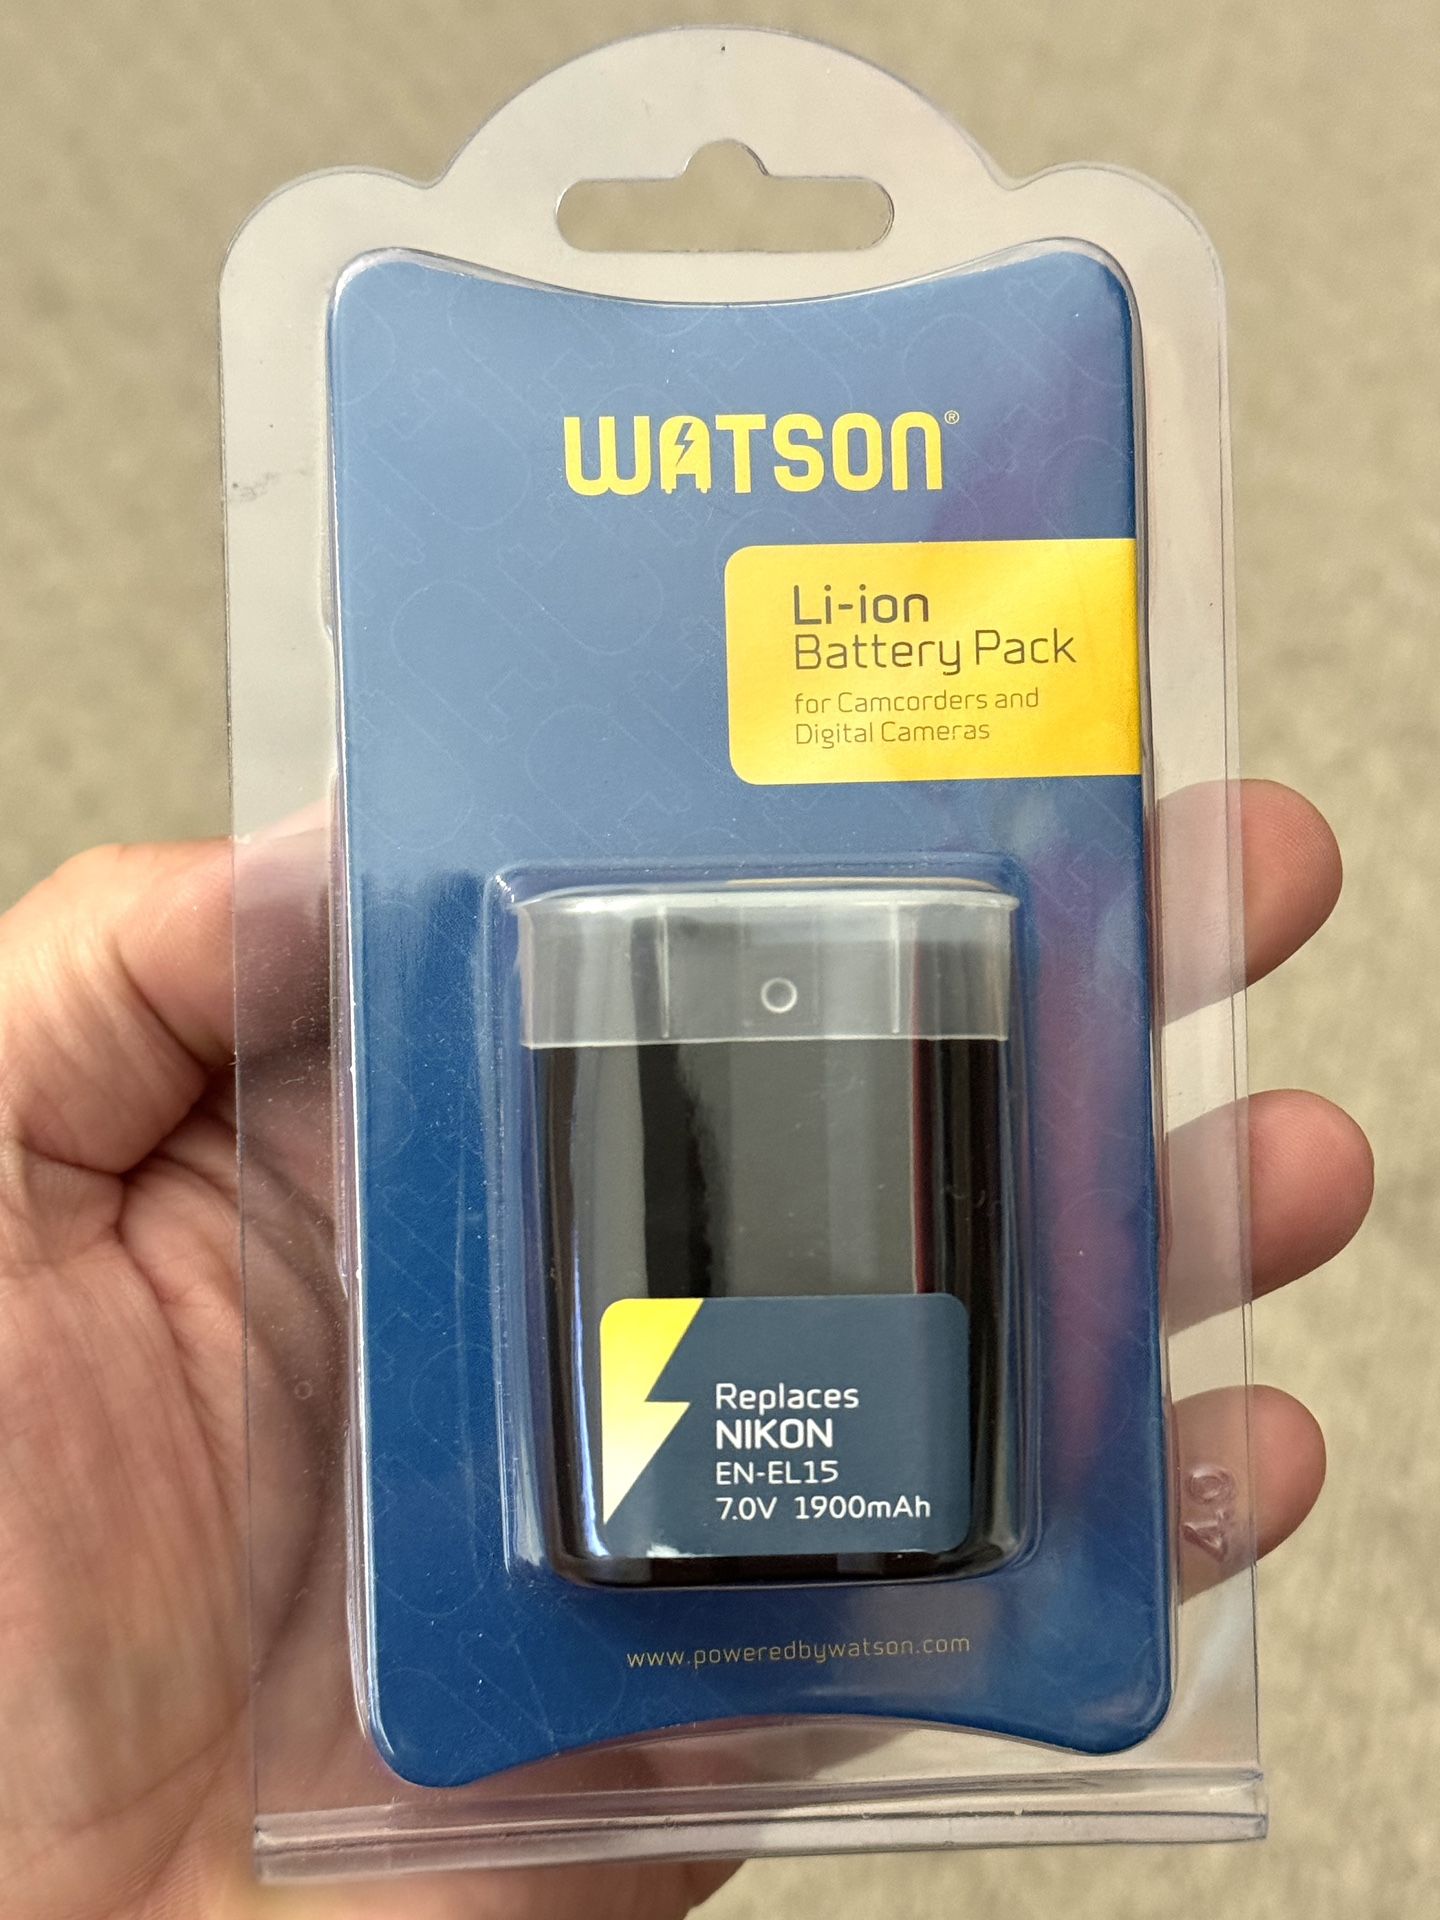 WATSON®
Li-ion
Battery Pack
for Camcorders and
Digital Cameras
Replaces
NIKON
EN-EL15
7.0V 1900mAh
www.poweredbywatson.com